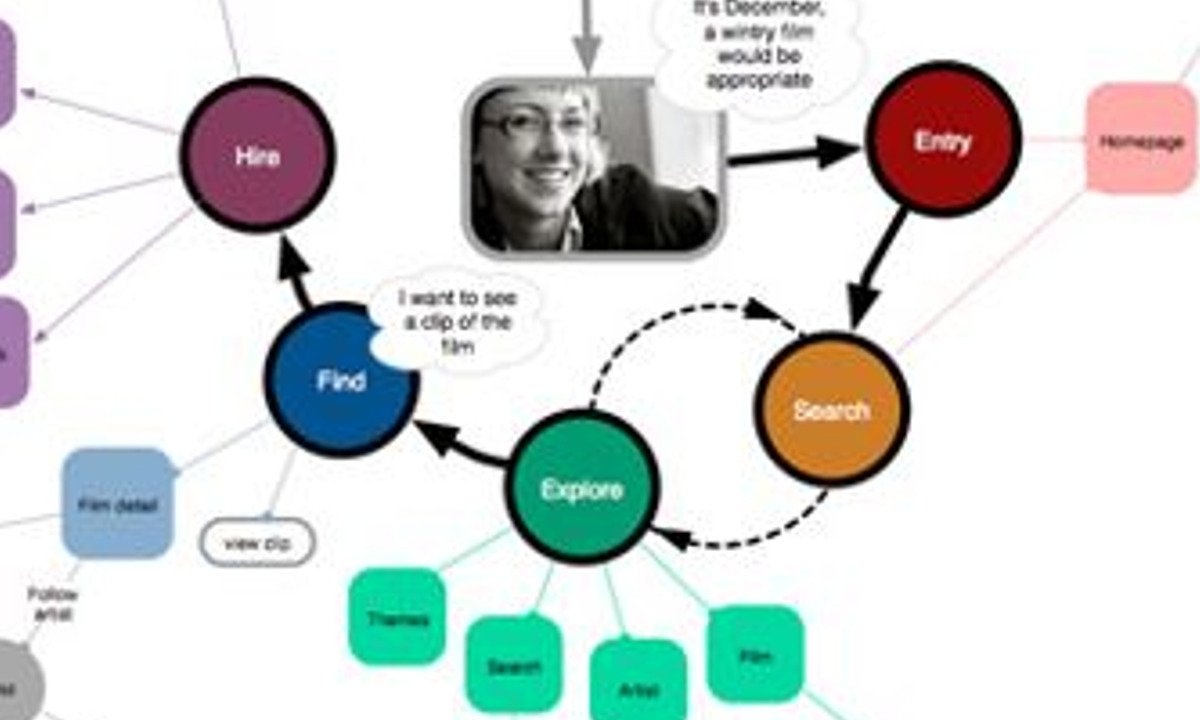 It's December,
a wintry film
would be
appropriate
Hire
Entry
Homepage
I want to see
a clip of the
film
Find
Search
Explore
Film detail
view clip
Follow
artist
Themes
Search
Artist
Film